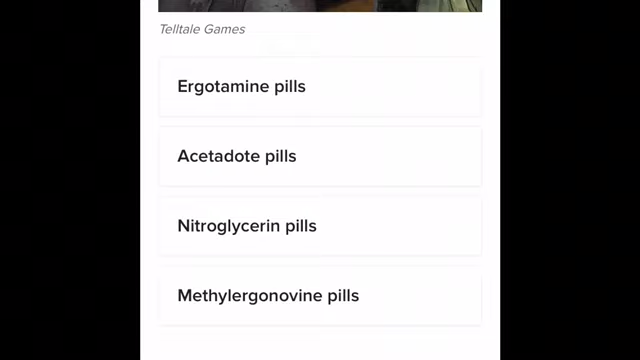 Telltale Games
Ergotamine pills
Acetadote pills
Nitroglycerin pills
Methylergonovine pills